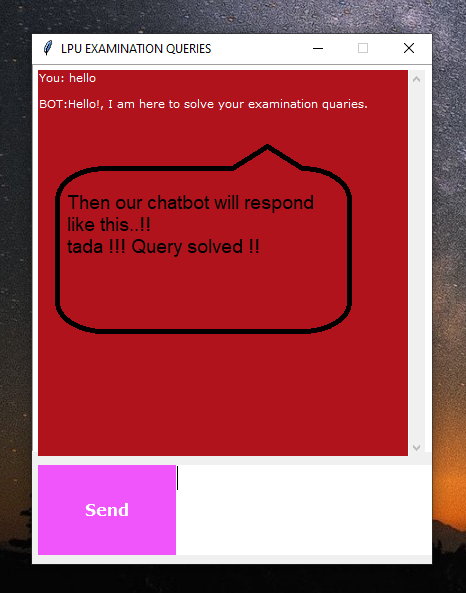 LPU EXAMINATION QUERIES
You: hello
BOT:Hello!, I am here to solve your examination quaries.
Then our chatbot will respond
like this..!!
tada !!! Query solved !!
Send